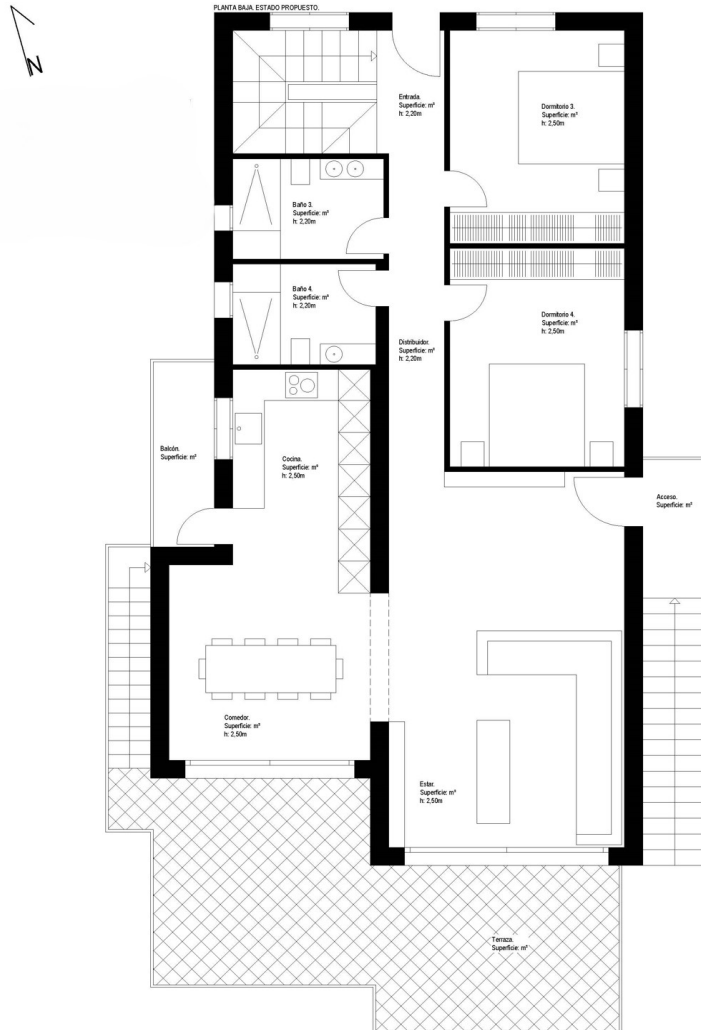 PLANTA BAJA. ESTADO PROPUESTO.
N
Entrada.
Superficie: m²
h: 2,20m
Dormitorio 3.
Superficie: m²
h: 2,50m
Baño 3.
Superficie: m²
h: 2,20m
Baño 4.
Superficie: m²
h: 2,20m
Dormitorio 4.
Superficie: m²
h: 2,50m
Distribuidor.
Superficie: m²
h: 2,20m
Balcón.
Superficie: m²
Cocina.
Superficie: m²
h: 2,50m
Acceso.
Superficie: m²
Comedor.
Superficie: m²
h: 2,50m
Estar.
Superficie: m²
h: 2,50m
Terraza.
Superficie: m²